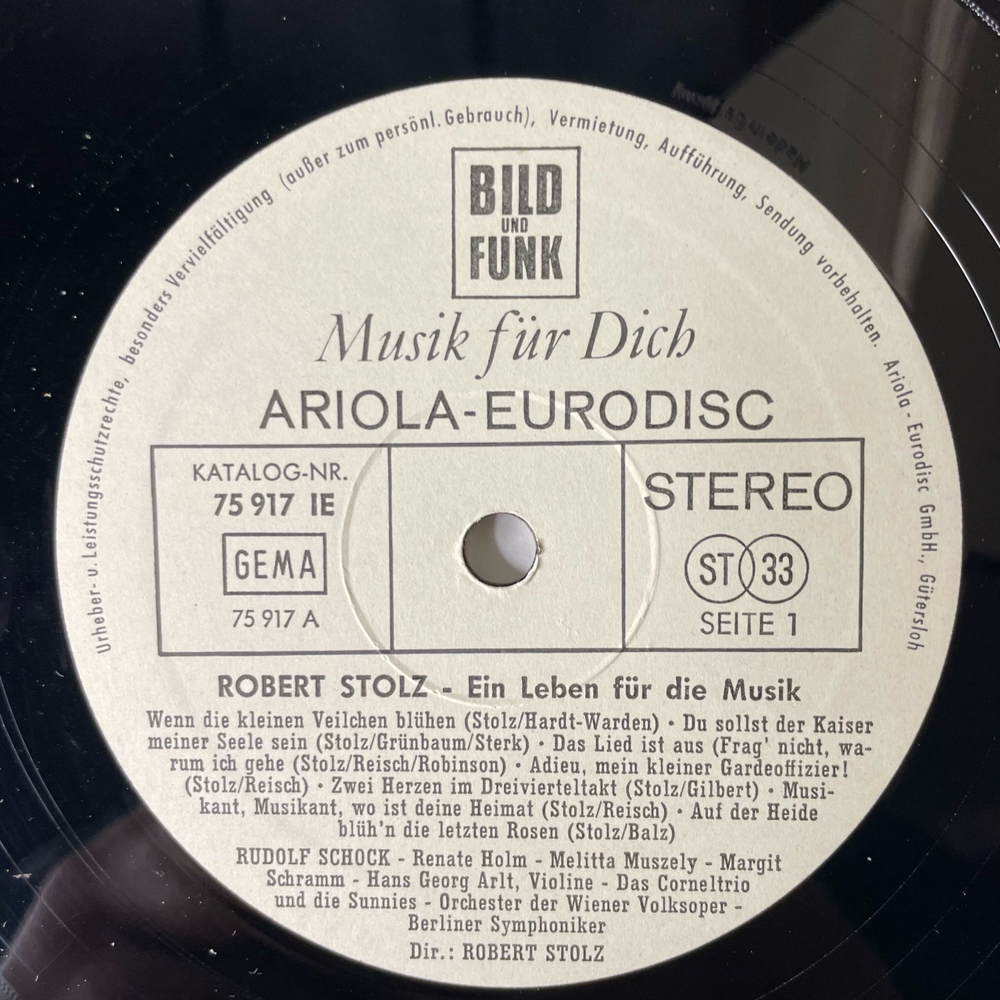 Urheber- u. Leistungsschutzrechte, besonders Vervielfältigung (außer zum persönl. Gebrauch), Vermietung, Aufführung, Sendung vorbehalten. Ariola - Eurodisc GmbH., Gütersloh
BILD
UND
FUNK
Musik für Dich
ARIOLA-EURODISC
KATALOG-NR.
75 917 IE
GEMA
75 917 A
STEREO
ST 33
SEITE 1
ROBERT STOLZ - Ein Leben für die Musik
Wenn die kleinen Veilchen blühen (Stolz/Hardt-Warden) · Du sollst der Kaiser
meiner Seele sein (Stolz/Grünbaum/Sterk) · Das Lied ist aus (Frag' nicht, wa-
rum ich gehe (Stolz/Reisch/Robinson) · Adieu, mein kleiner Gardeoffizier!
(Stolz/Reisch) · Zwei Herzen im Dreivierteltakt (Stolz/Gilbert) · Musi-
kant, Musikant, wo ist deine Heimat (Stolz/Reisch) · Auf der Heide
blüh'n die letzten Rosen (Stolz/Balz)
RUDOLF SCHOCK - Renate Holm - Melitta Muszely - Margit
Schramm - Hans Georg Arlt, Violine - Das Corneltrio
und die Sunnies - Orchester der Wiener Volksoper -
Berliner Symphoniker
Dir.: ROBERT STOLZ